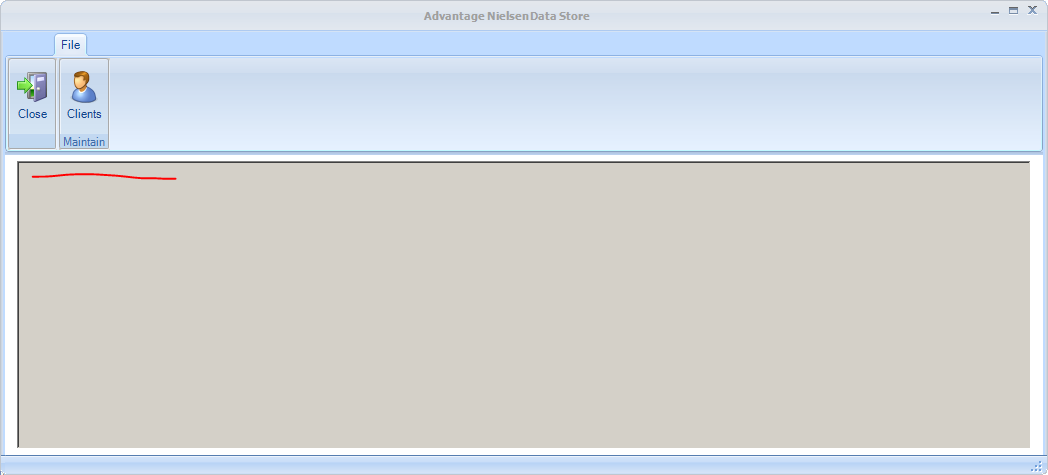 Advantage Nielsen Data Store
File
Close
Clients
Maintain